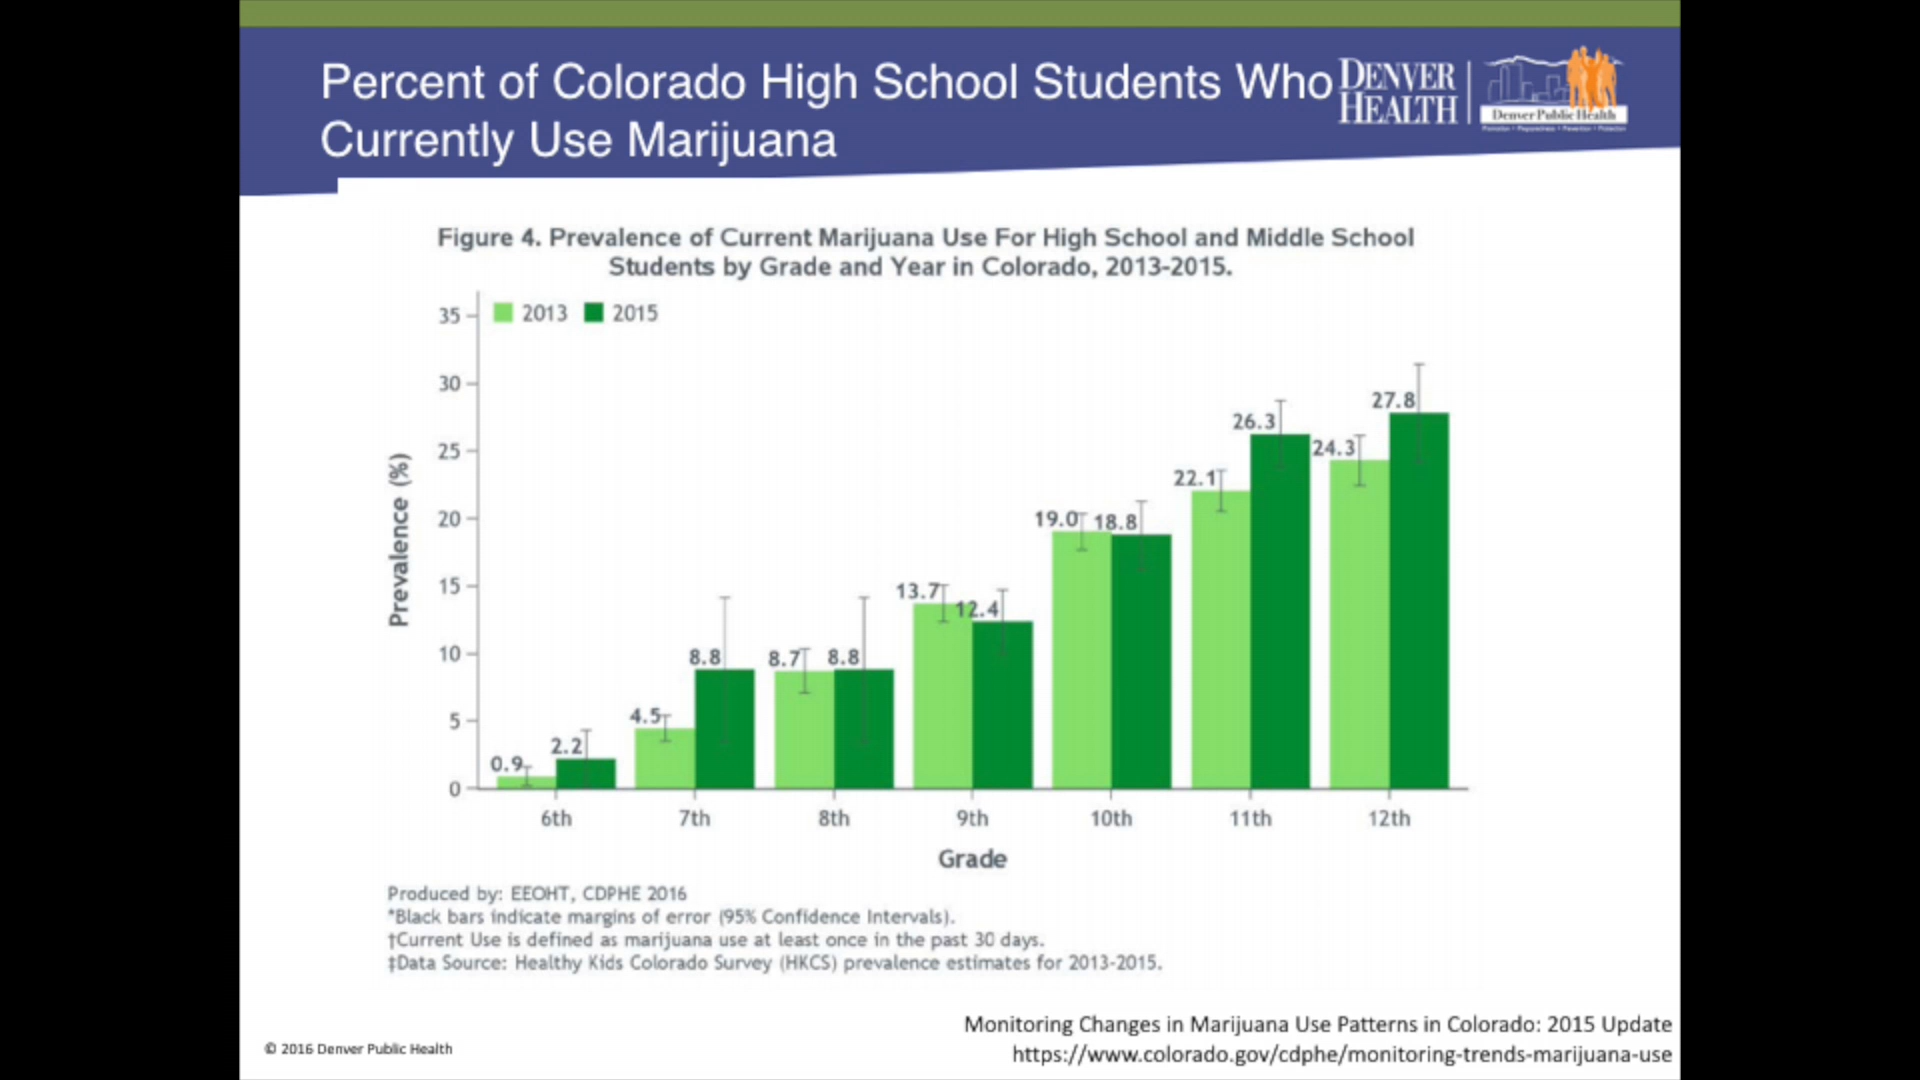 Percent of Colorado High School Students Who
Currently Use Marijuana
DENVER
HEALTH
Denver Public Health
Promotion • Preparedness • Prevention • Protection
Figure 4. Prevalence of Current Marijuana Use For High School and Middle School
Students by Grade and Year in Colorado, 2013-2015.
2013 2015
35
30
25
20
15
10
5
0
Prevalence (%)
0.9 2.2
4.5 8.8
8.7 8.8
13.7 12.4
19.0 18.8
22.1 26.3
24.3 27.8
6th 7th 8th 9th 10th 11th 12th
Grade
Produced by: EEOHT, CDPHE 2016
*Black bars indicate margins of error (95% Confidence Intervals).
†Current Use is defined as marijuana use at least once in the past 30 days.
‡Data Source: Healthy Kids Colorado Survey (HKCS) prevalence estimates for 2013-2015.
Monitoring Changes in Marijuana Use Patterns in Colorado: 2015 Update
https://www.colorado.gov/cdphe/monitoring-trends-marijuana-use
© 2016 Denver Public Health